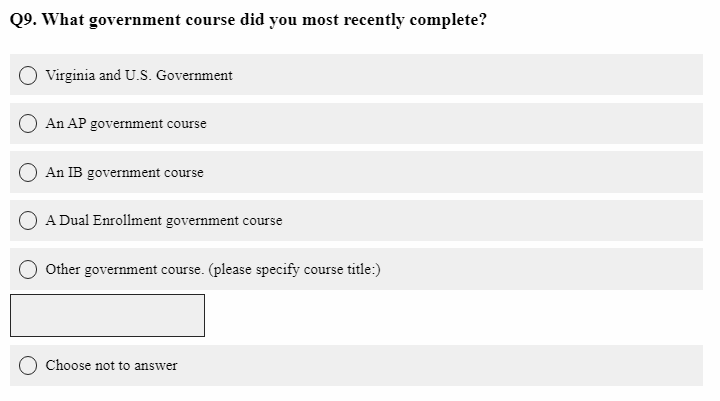 Q9. What government course did you most recently complete?
Virginia and U.S. Government
An AP government course
An IB government course
A Dual Enrollment government course
Other government course. (please specify course title:)
Choose not to answer